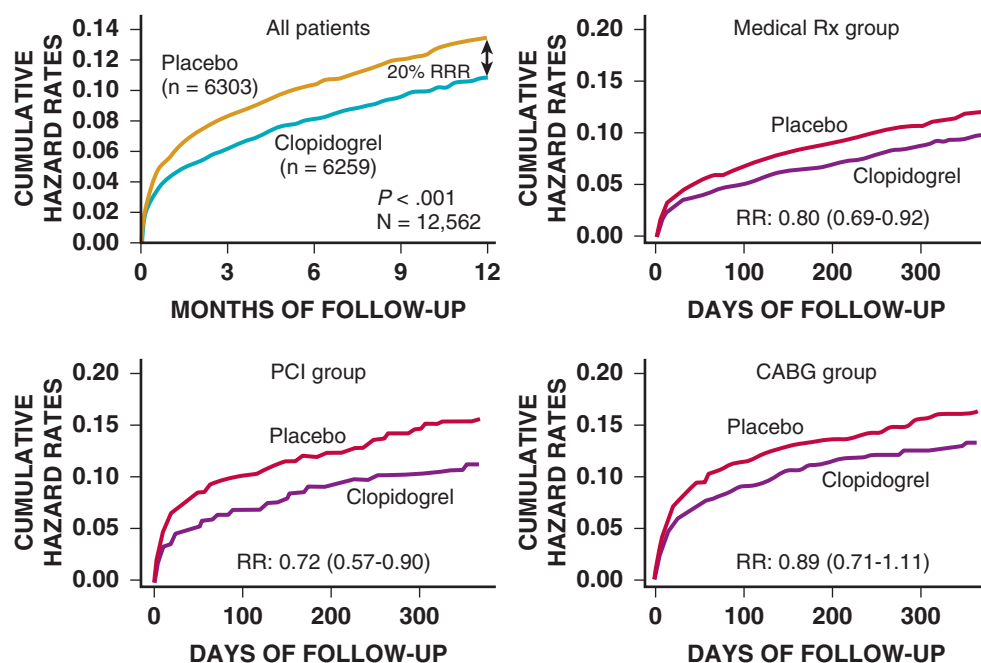 All patients
CUMULATIVE
HAZARD RATES
0.14
0.12
0.10
0.08
0.06
0.04
0.02
0.00
Placebo
(n = 6303)
20% RRR
Clopidogrel
(n = 6259)
P < .001
N = 12,562
0 3 6 9 12
MONTHS OF FOLLOW-UP
Medical Rx group
CUMULATIVE
HAZARD RATES
0.20
0.15
0.10
0.05
0.00
Placebo
Clopidogrel
RR: 0.80 (0.69-0.92)
0 100 200 300
DAYS OF FOLLOW-UP
PCI group
CUMULATIVE
HAZARD RATES
0.20
0.15
0.10
0.05
0.00
Placebo
Clopidogrel
RR: 0.72 (0.57-0.90)
0 100 200 300
DAYS OF FOLLOW-UP
CABG group
CUMULATIVE
HAZARD RATES
0.20
0.15
0.10
0.05
0.00
Placebo
Clopidogrel
RR: 0.89 (0.71-1.11)
0 100 200 300
DAYS OF FOLLOW-UP